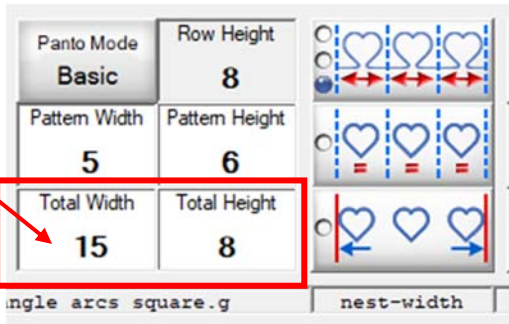 Panto Mode
Basic
Row Height
8
Pattern Width
5
Pattern Height
6
Total Width
15
Total Height
8
angle arcs square.g
nest-width